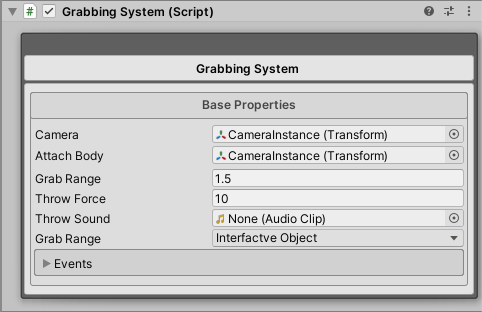 Grabbing System (Script)
Grabbing System
Base Properties
Camera CameraInstance (Transform)
Attach Body CameraInstance (Transform)
Grab Range 1.5
Throw Force 10
Throw Sound None (Audio Clip)
Grab Range Interfactve Object
Events